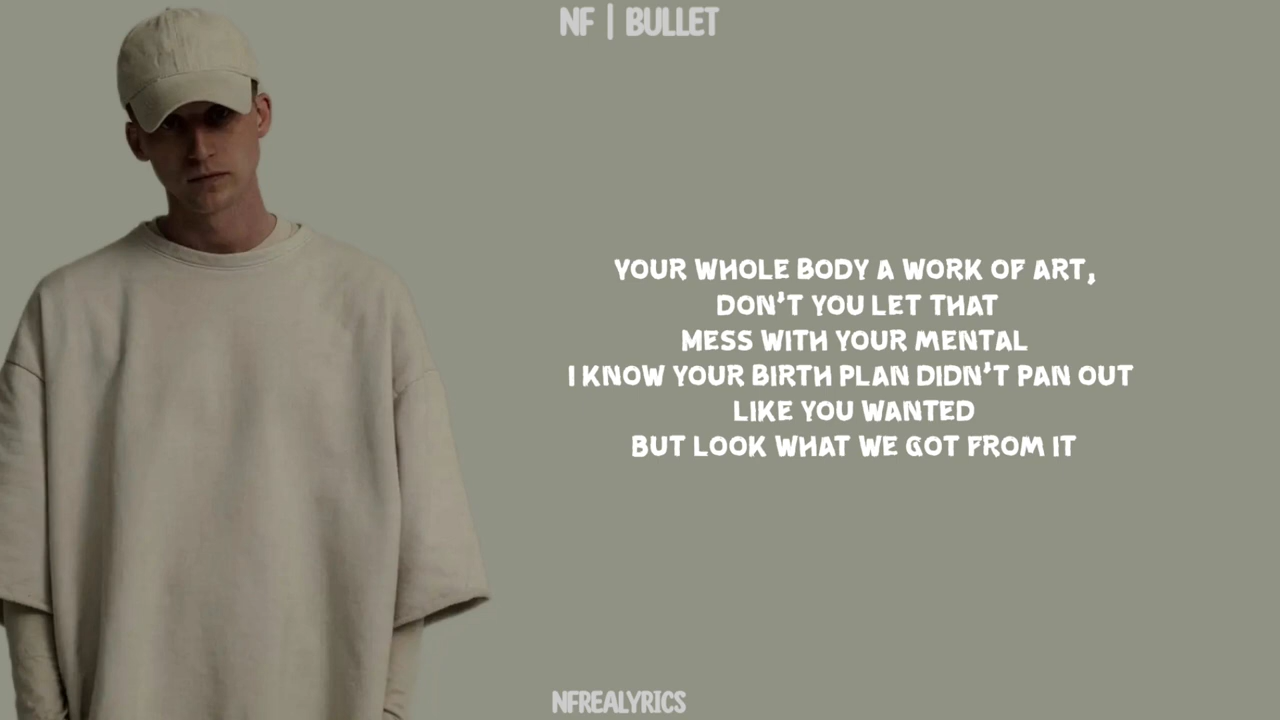 NF | BULLET
YOUR WHOLE BODY A WORK OF ART,
DON'T YOU LET THAT
MESS WITH YOUR MENTAL
I KNOW YOUR BIRTH PLAN DIDN'T PAN OUT
LIKE YOU WANTED
BUT LOOK WHAT WE GOT FROM IT
NFREALYRICS